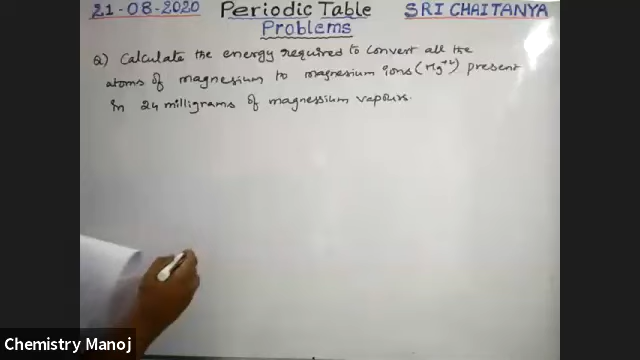 21-08-2020 Periodic Table SRI CHAITANYA
Problems
Q) Calculate the energy required to convert all the
atoms of magnesium to magnesium ions (Mg+2) present
in 24 milligrams of magnessium vapours.
Chemistry Manoj